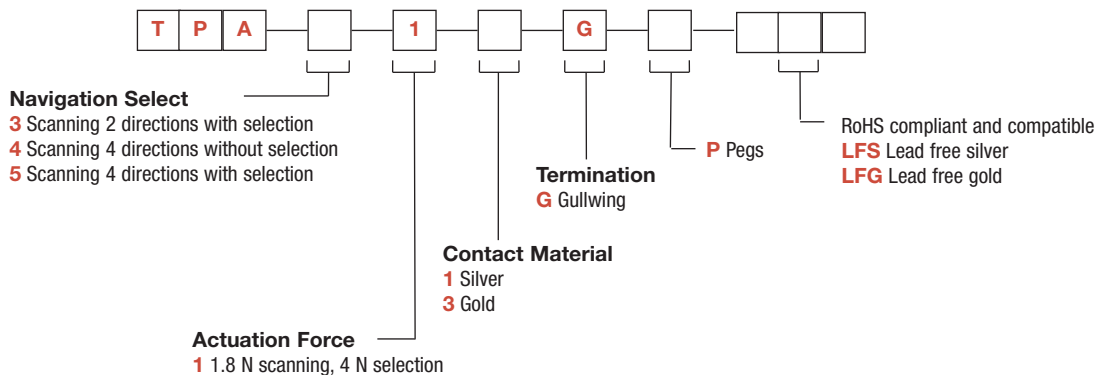 T P A 1 G
Navigation Select
3 Scanning 2 directions with selection
4 Scanning 4 directions without selection
5 Scanning 4 directions with selection
Actuation Force
1 1.8 N scanning, 4 N selection
Contact Material
1 Silver
3 Gold
Termination
G Gullwing
P Pegs
RoHS compliant and compatible
LFS Lead free silver
LFG Lead free gold